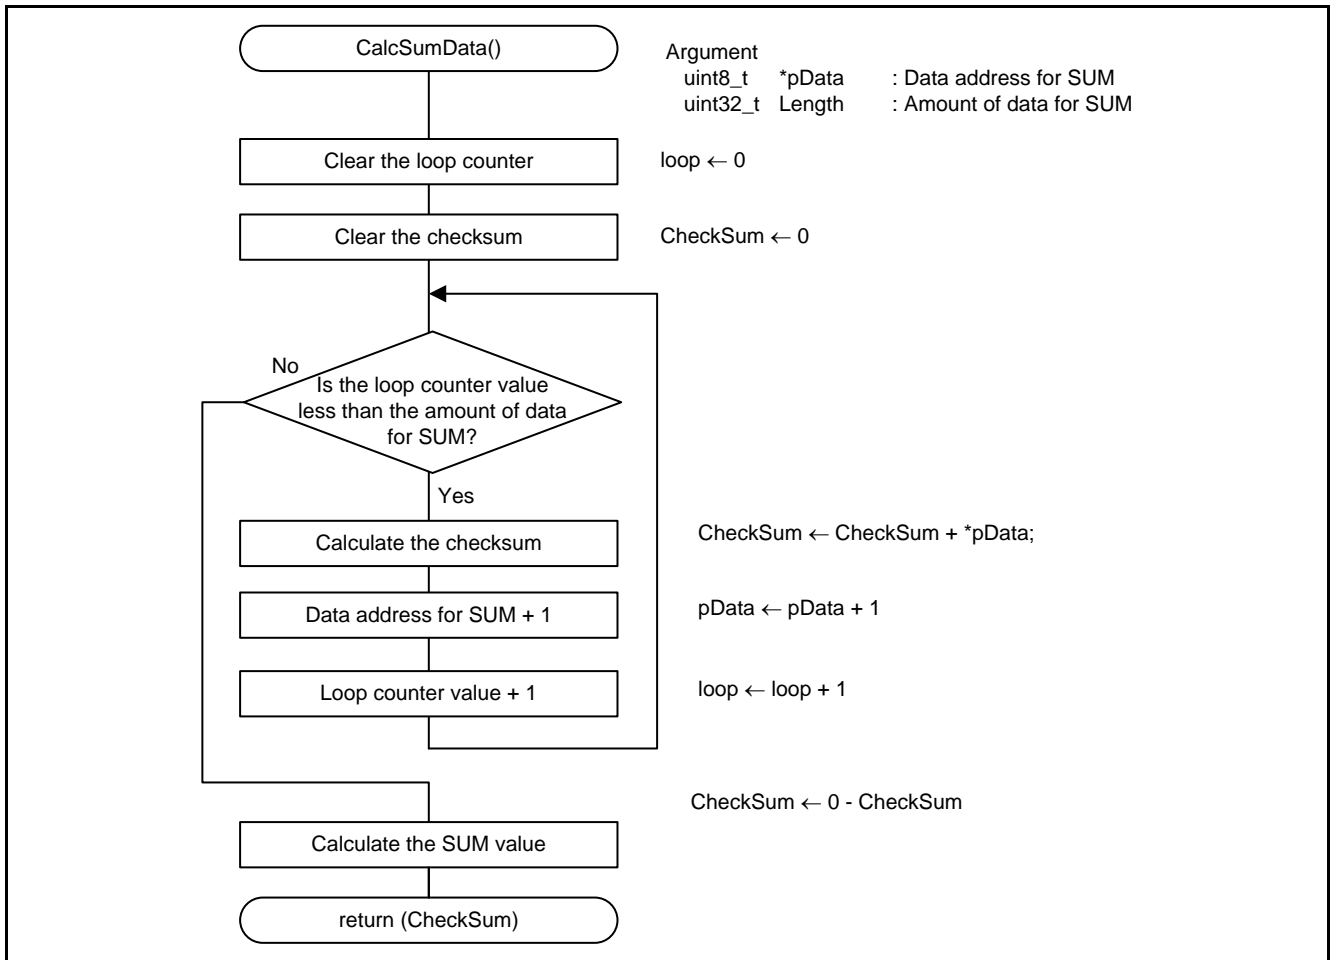 CalcSumData()
Argument
uint8_t *pData : Data address for SUM
uint32_t Length : Amount of data for SUM
Clear the loop counter
loop ← 0
Clear the checksum
CheckSum ← 0
No
Is the loop counter value
less than the amount of data
for SUM?
Yes
Calculate the checksum
CheckSum ← CheckSum + *pData;
Data address for SUM + 1
pData ← pData + 1
Loop counter value + 1
loop ← loop + 1
CheckSum ← 0 - CheckSum
Calculate the SUM value
return (CheckSum)